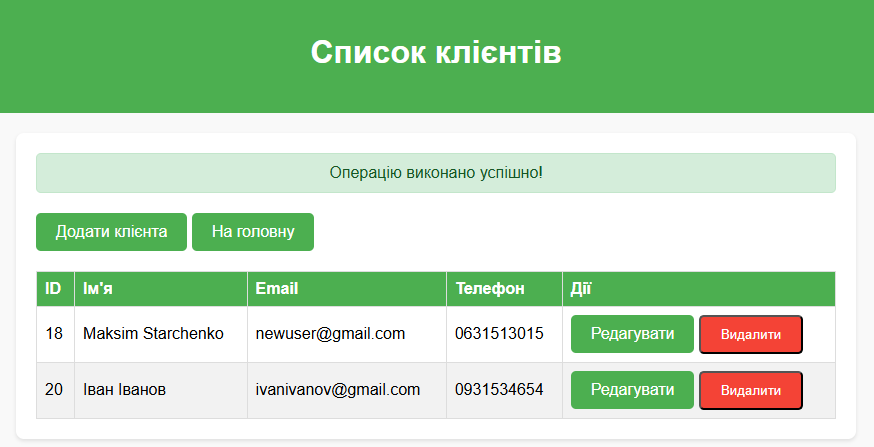 Список клієнтів
Операцію виконано успішно!
Додати клієнта На головну
ID Ім'я Email Телефон Дії
18 Maksim Starchenko newuser@gmail.com 0631513015 Редагувати Видалити
20 Іван Іванов ivanivanov@gmail.com 0931534654 Редагувати Видалити